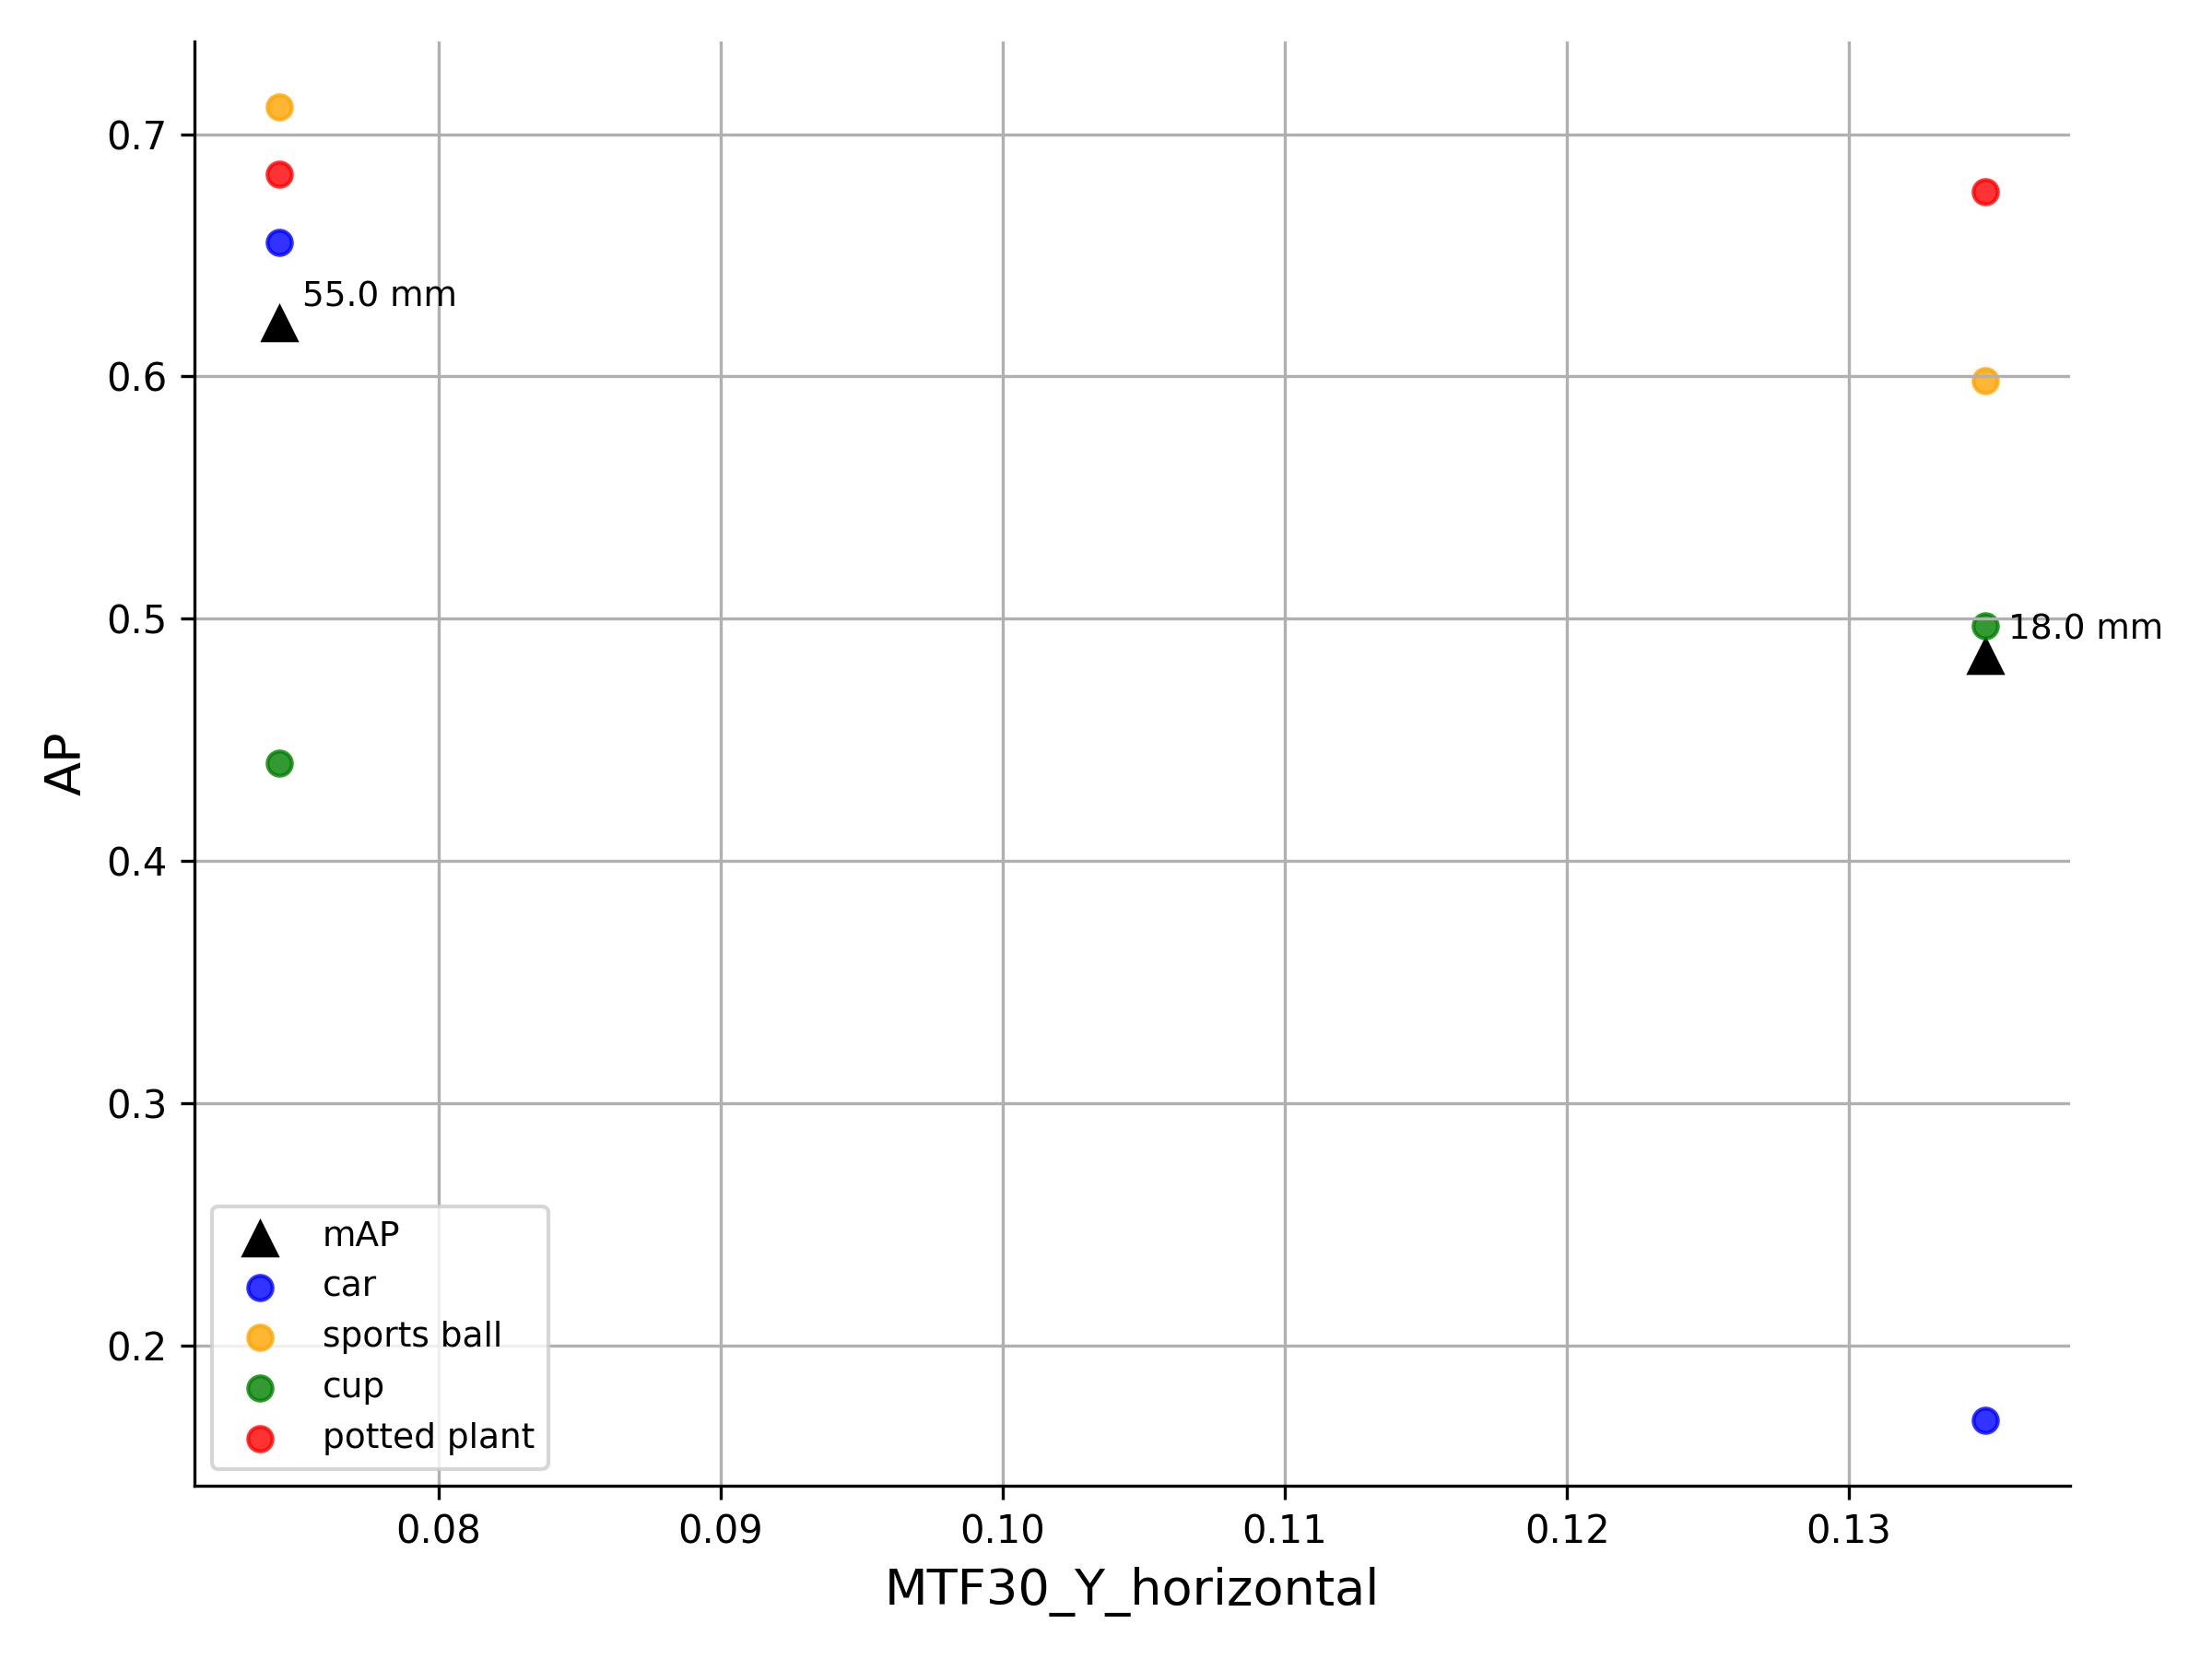 0.7
0.6
0.5
0.4
0.3
0.2
AP
55.0 mm
18.0 mm
mAP
car
sports ball
cup
potted plant
0.08 0.09 0.10 0.11 0.12 0.13
MTF30_Y_horizontal